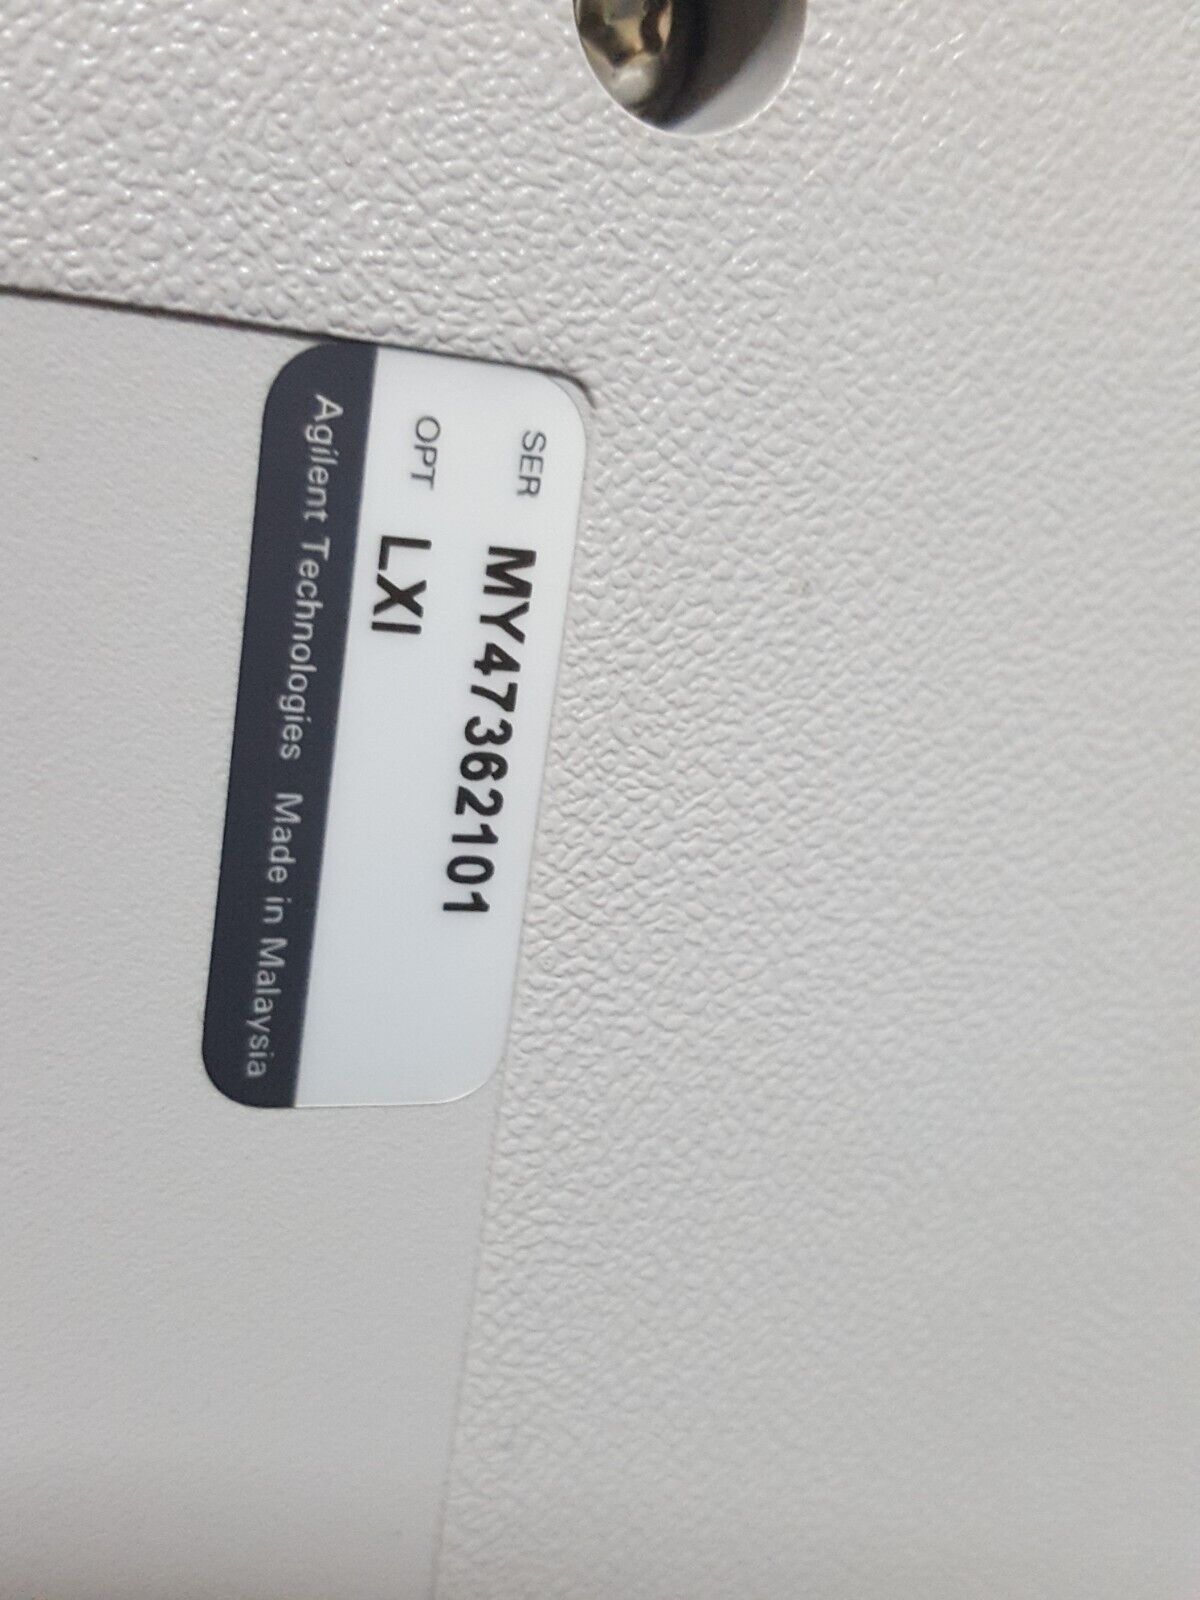 SER MY47362101
OPT LXI
Agilent Technologies Made in Malaysia